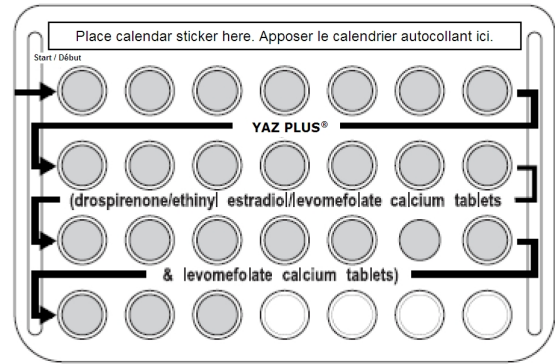 Place calendar sticker here. Apposer le calendrier autocollant ici.
Start / Début
YAZ PLUS®
(drospirenone/ethinyl estradiol/levomefolate calcium tablets
& levomefolate calcium tablets)